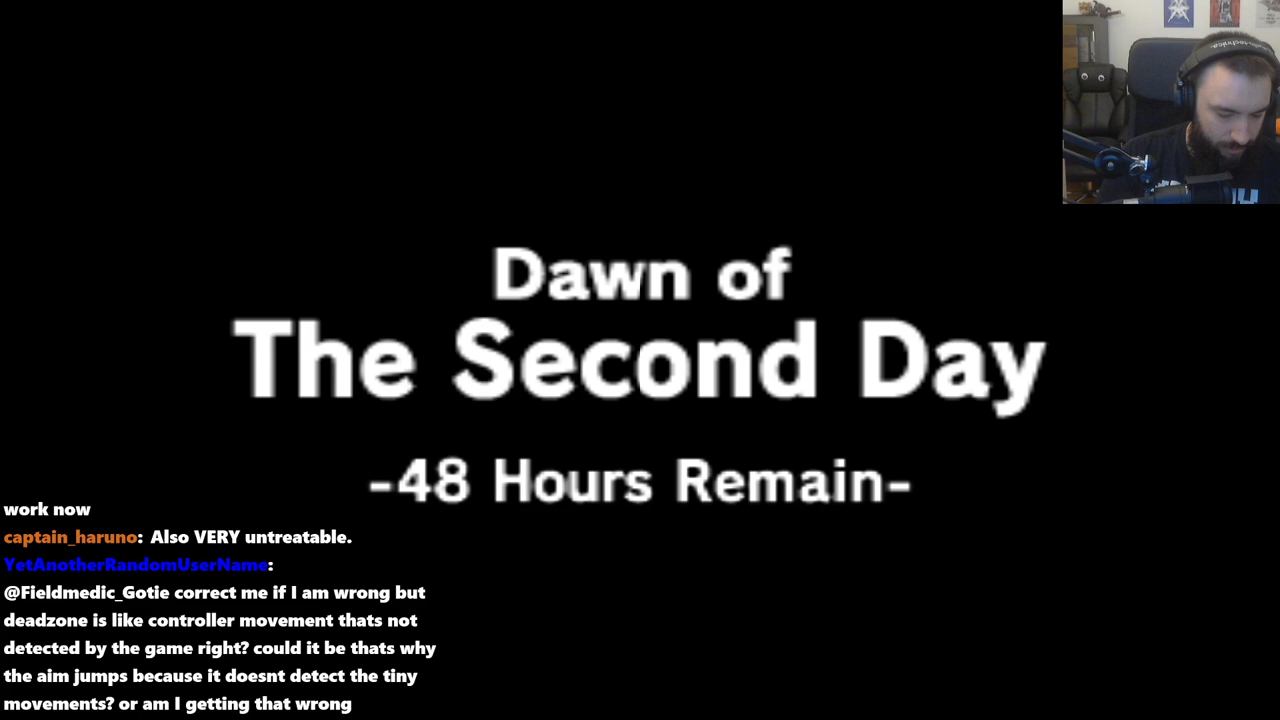 Dawn of
The Second Day
-48 Hours Remain-
work now
captain_haruno: Also VERY untreatable.
YetAnotherRandomUserName:
@Fieldmedic_Gotie correct me if I am wrong but
deadzone is like controller movement thats not
detected by the game right? could it be thats why
the aim jumps because it doesnt detect the tiny
movements? or am I getting that wrong